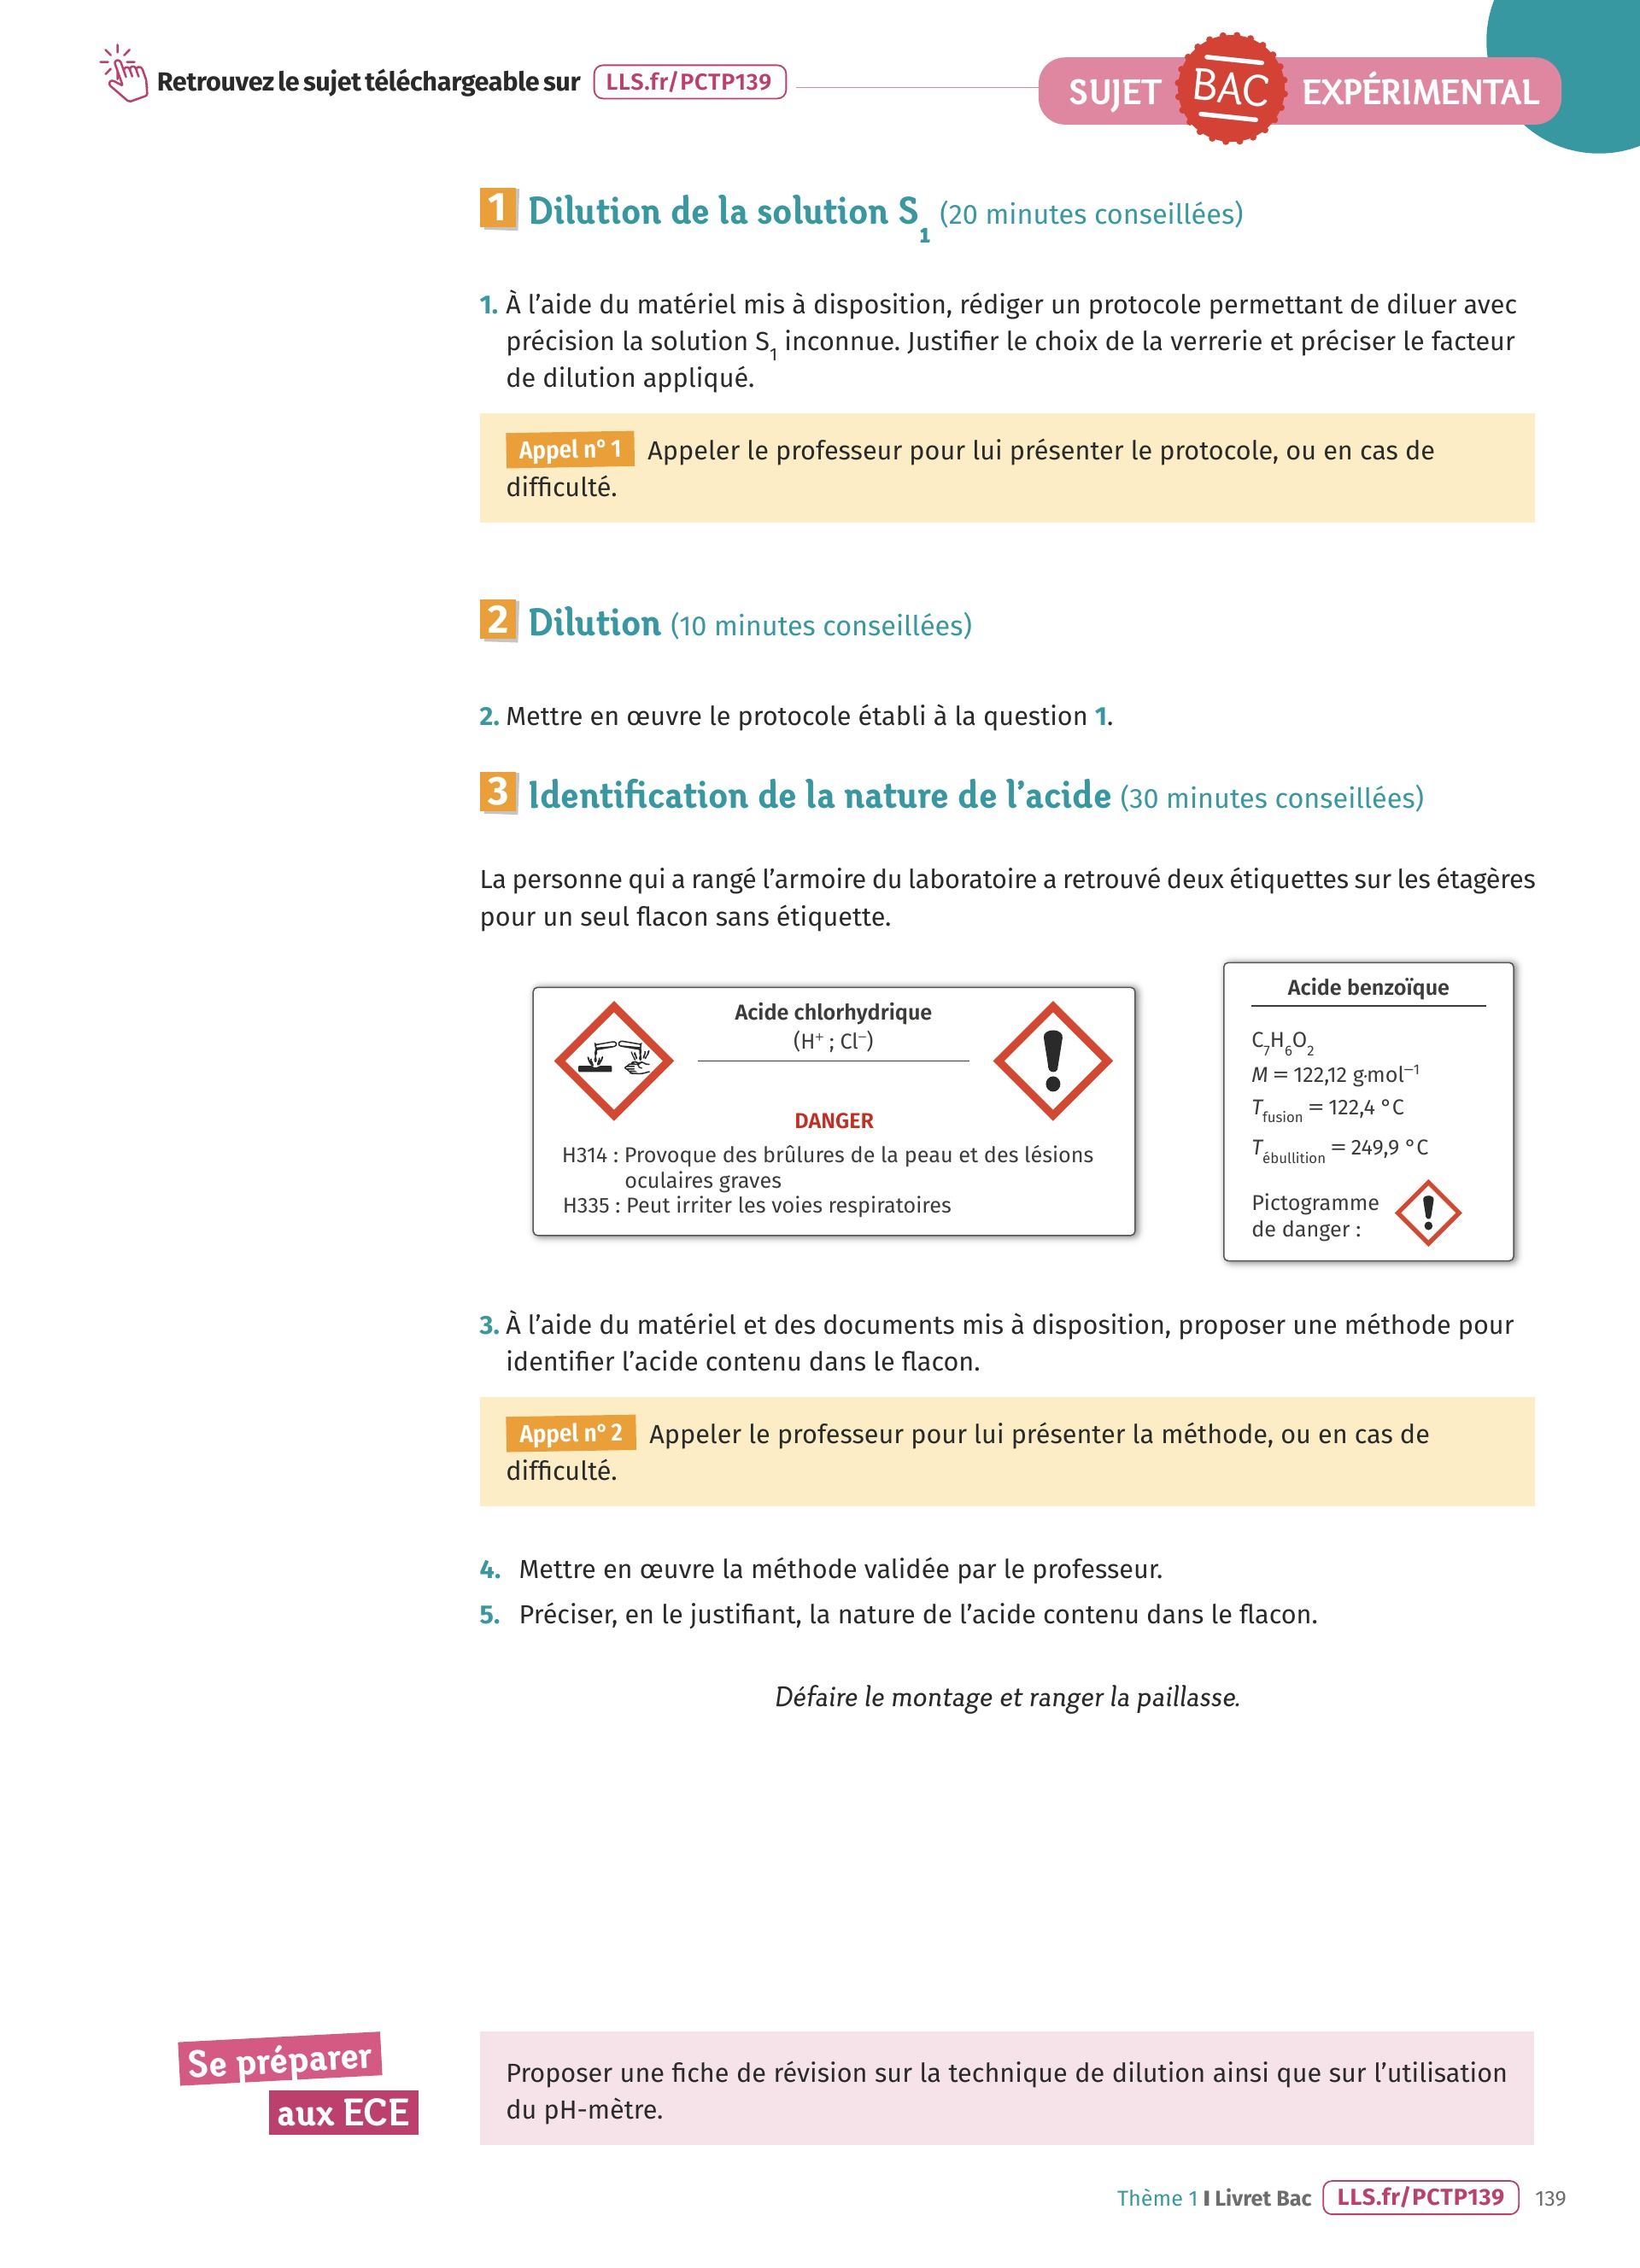 Retrouvez le sujet téléchargeable sur LLS.fr/PCTP139
SUJET BAC EXPÉRIMENTAL
1 Dilution de la solution S₁ (20 minutes conseillées)
1. À l’aide du matériel mis à disposition, rédiger un protocole permettant de diluer avec
précision la solution S₁ inconnue. Justifier le choix de la verrerie et préciser le facteur
de dilution appliqué.
Appel n° 1 Appeler le professeur pour lui présenter le protocole, ou en cas de
difficulté.
2 Dilution (10 minutes conseillées)
2. Mettre en œuvre le protocole établi à la question 1.
3 Identification de la nature de l’acide (30 minutes conseillées)
La personne qui a rangé l’armoire du laboratoire a retrouvé deux étiquettes sur les étagères
pour un seul flacon sans étiquette.
Acide chlorhydrique
(H⁺ ; Cl⁻)
DANGER
H314 : Provoque des brûlures de la peau et des lésions
oculaires graves
H335 : Peut irriter les voies respiratoires
Acide benzoïque
C₇H₆O₂
M = 122,12 g·mol⁻¹
T fusion = 122,4 °C
T ébullition = 249,9 °C
Pictogramme
de danger :
3. À l’aide du matériel et des documents mis à disposition, proposer une méthode pour
identifier l’acide contenu dans le flacon.
Appel n° 2 Appeler le professeur pour lui présenter la méthode, ou en cas de
difficulté.
4. Mettre en œuvre la méthode validée par le professeur.
5. Préciser, en le justifiant, la nature de l’acide contenu dans le flacon.
Défaire le montage et ranger la paillasse.
Se préparer
aux ECE
Proposer une fiche de révision sur la technique de dilution ainsi que sur l’utilisation
du pH-mètre.
Thème 1 I Livret Bac LLS.fr/PCTP139 139